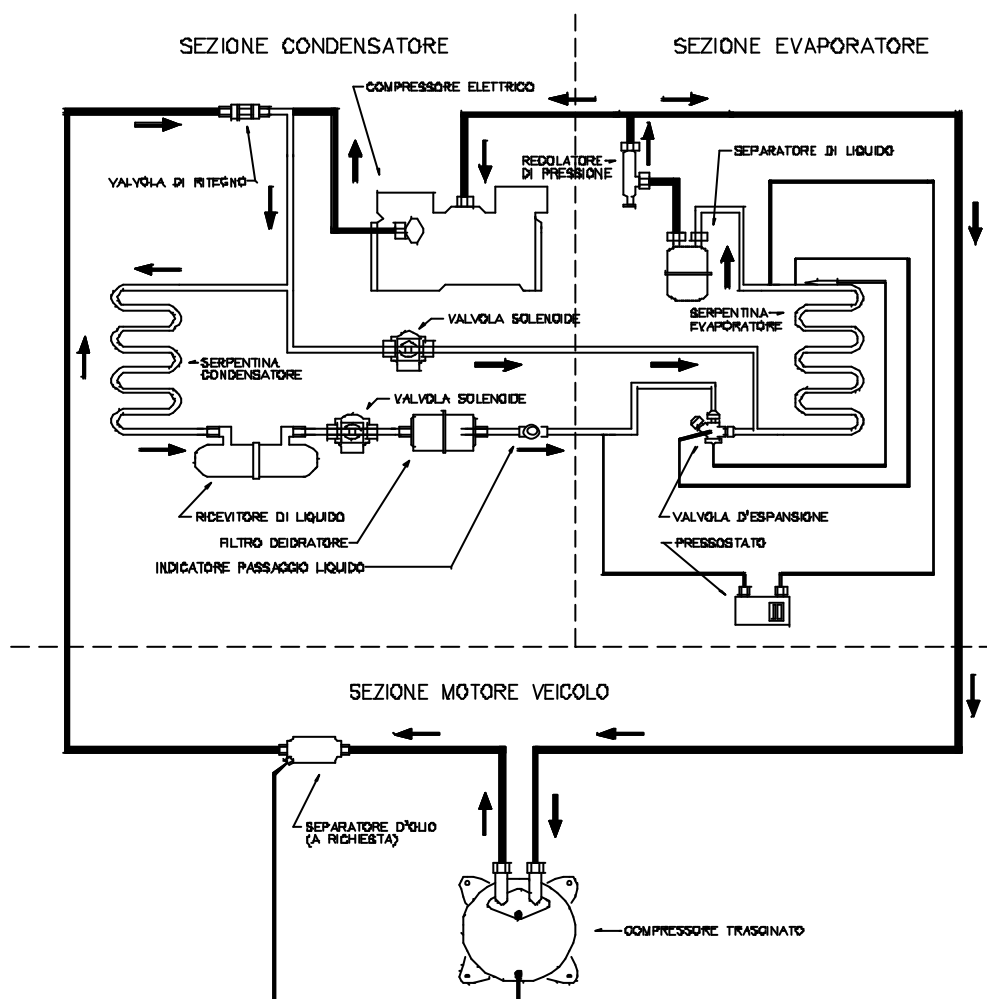 SEZIONE CONDENSATORE
SEZIONE EVAPORATORE
COMPRESSORE ELETTRICO
VALVOLA DI RITEGNO
REGOLATORE
DI PRESSIONE
SEPARATORE DI LIQUIDO
VALVOLA SOLENOIDE
SERPENTINA
EVAPORATORE
SERPENTINA
CONDENSATORE
VALVOLA SOLENOIDE
RICEVITORE DI LIQUIDO
FILTRO DEIDRATORE
INDICATORE PASSAGGIO LIQUIDO
VALVOLA D'ESPANSIONE
PRESSOSTATO
SEZIONE MOTORE VEICOLO
SEPARATORE D'OLIO
(A RICHIESTA)
COMPRESSORE TRASCINATO